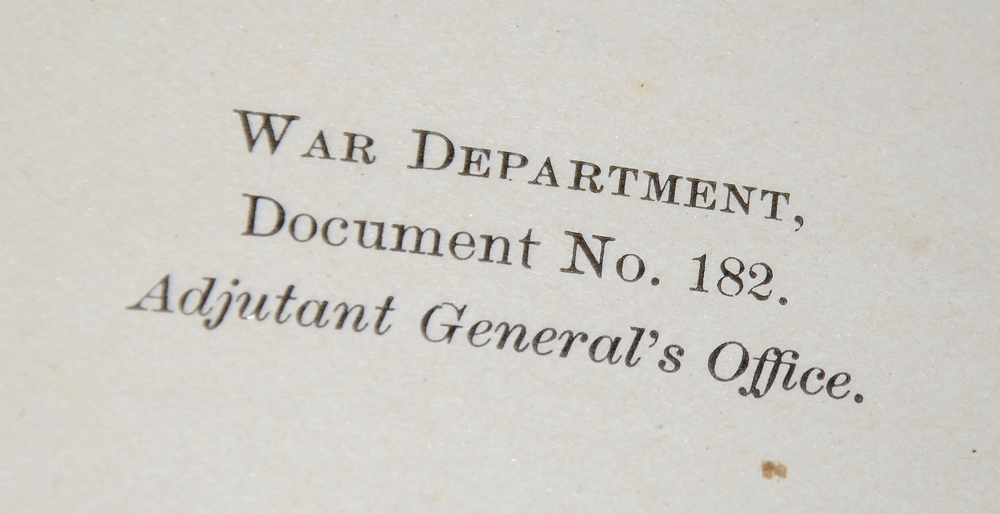 War Department,
Document No. 182.
Adjutant General's Office.